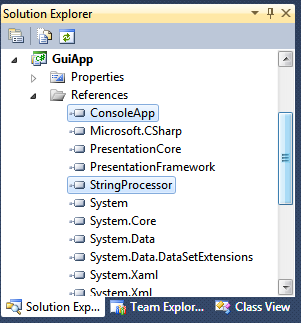 Solution Explorer
GuiApp
Properties
References
ConsoleApp
Microsoft.CSharp
PresentationCore
PresentationFramework
StringProcessor
System
System.Core
System.Data
System.Data.DataSetExtensions
System.Xaml
System.Xml
Solution Exp... Team Explor... Class View